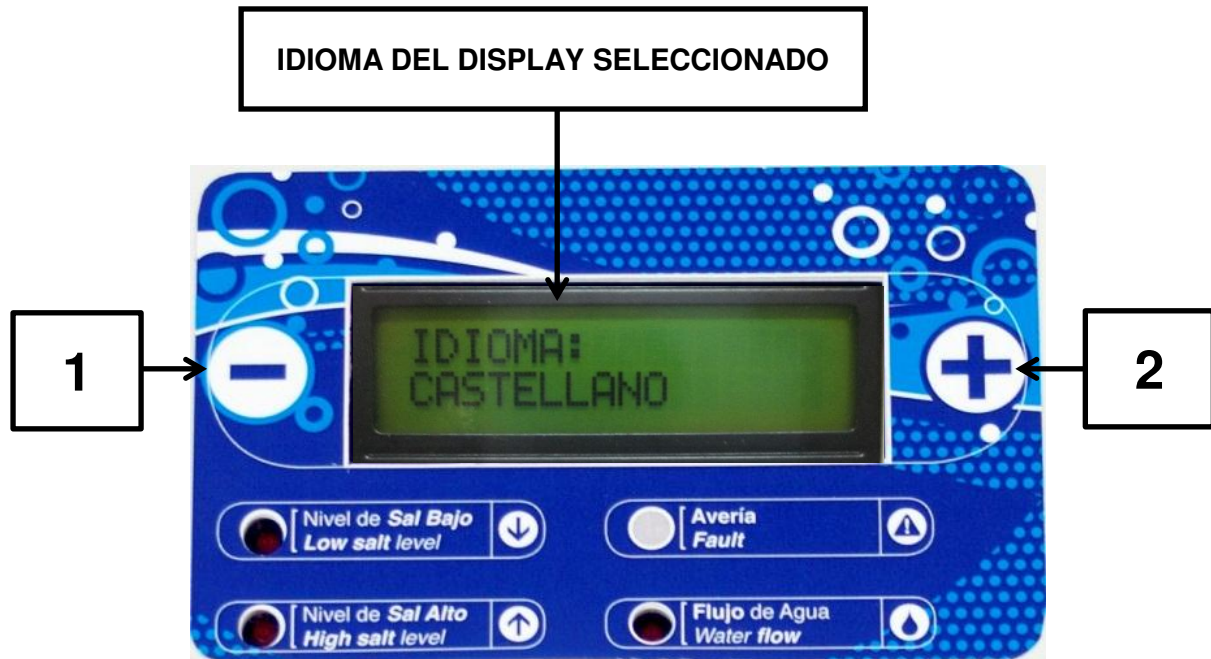 IDIOMA DEL DISPLAY SELECCIONADO
1
IDIOMA:
CASTELLANO
2
Nivel de Sal Bajo
Low salt level
Avería
Fault
Nivel de Sal Alto
High salt level
Flujo de Agua
Water flow